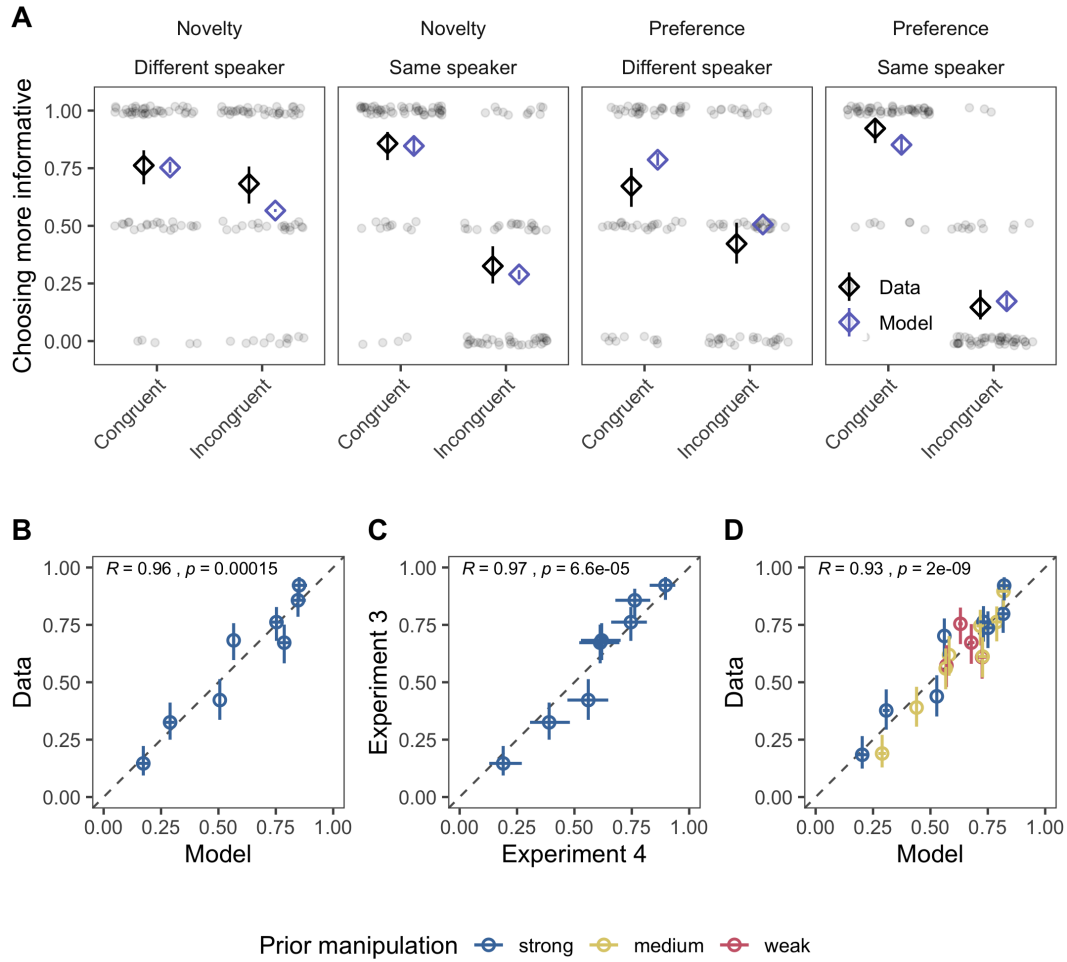 A
Novelty
Novelty
Preference
Preference
Different speaker
Same speaker
Different speaker
Same speaker
Choosing more informative
1.00
0.75
0.50
0.25
0.00
Data
Model
Congruent
Incongruent
Congruent
Incongruent
Congruent
Incongruent
Congruent
Incongruent
B
R = 0.96 , p = 0.00015
Data
1.00
0.75
0.50
0.25
0.00
0.00 0.25 0.50 0.75 1.00
Model
C
R = 0.97 , p = 6.6e-05
Experiment 3
1.00
0.75
0.50
0.25
0.00
0.00 0.25 0.50 0.75 1.00
Experiment 4
D
R = 0.93 , p = 2e-09
Data
1.00
0.75
0.50
0.25
0.00
0.00 0.25 0.50 0.75 1.00
Model
Prior manipulation strong medium weak